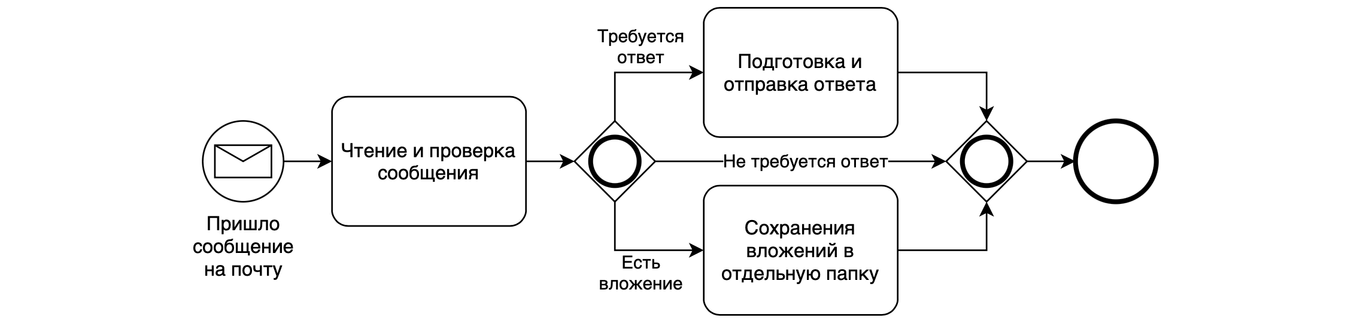 Пришло
сообщение
на почту
Чтение и проверка
сообщения
Требуется
ответ
Подготовка и
отправка ответа
Не требуется ответ
Есть
вложение
Сохранения
вложений в
отдельную папку